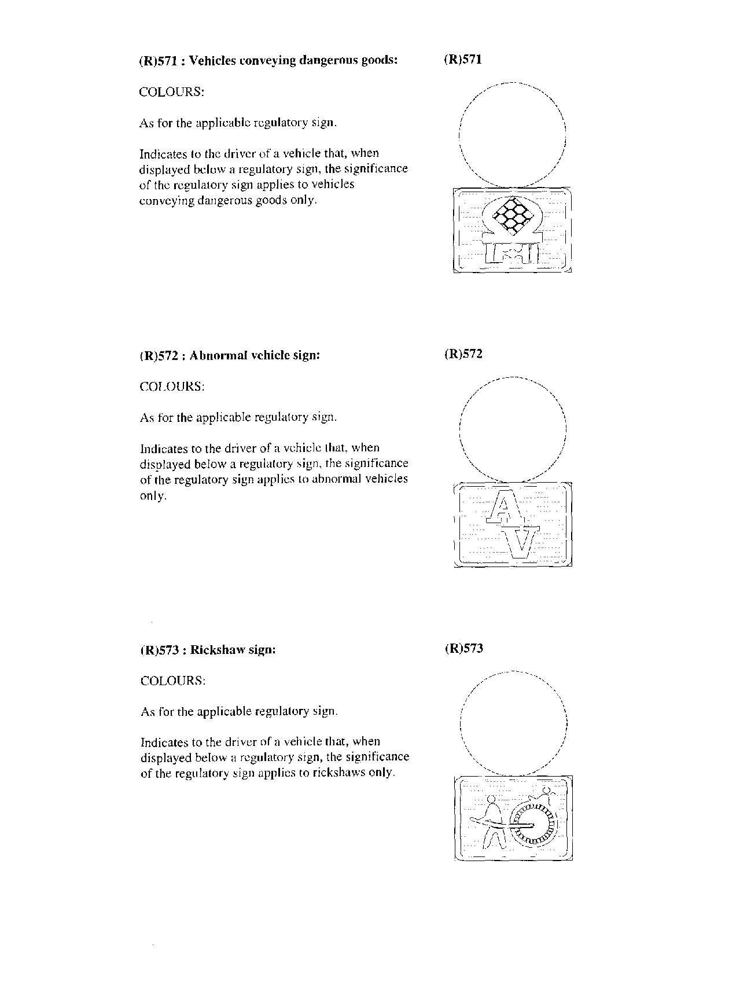 (R)571 : Vehicles conveying dangerous goods:
(R)571
COLOURS:
As for the applicable regulatory sign.
Indicates to the driver of a vehicle that, when
displayed below a regulatory sign, the significance
of the regulatory sign applies to vehicles
conveying dangerous goods only.
(R)572 : Abnormal vehicle sign:
(R)572
COLOURS:
As for the applicable regulatory sign.
Indicates to the driver of a vehicle that, when
displayed below a regulatory sign, the significance
of the regulatory sign applies to abnormal vehicles
only.
A
V
(R)573 : Rickshaw sign:
(R)573
COLOURS:
As for the applicable regulatory sign.
Indicates to the driver of a vehicle that, when
displayed below a regulatory sign, the significance
of the regulatory sign applies to rickshaws only.